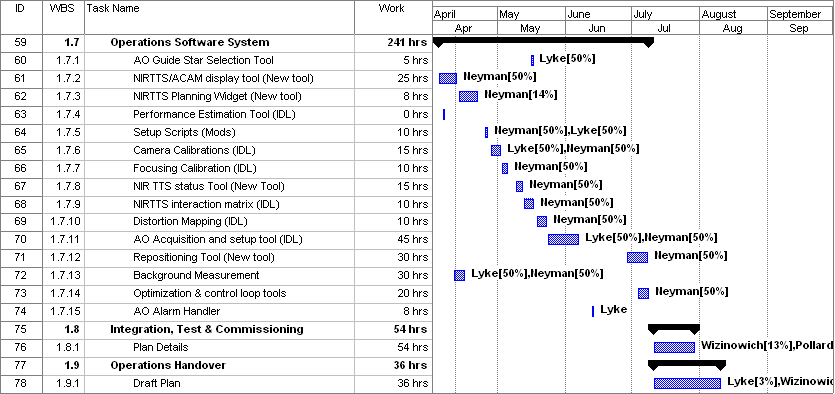 ID WBS Task Name Work April May June July August September
Apr May Jun Jul Aug Sep
59 1.7 Operations Software System 241 hrs
60 1.7.1 AO Guide Star Selection Tool 5 hrs Lyke[50%]
61 1.7.2 NIRTTS/ACAM display tool (New tool) 25 hrs Neyman[50%]
62 1.7.3 NIRTTS Planning Widget (New tool) 8 hrs Neyman[14%]
63 1.7.4 Performance Estimation Tool (IDL) 0 hrs
64 1.7.5 Setup Scripts (Mods) 10 hrs Neyman[50%],Lyke[50%]
65 1.7.6 Camera Calibrations (IDL) 15 hrs Lyke[50%],Neyman[50%]
66 1.7.7 Focusing Calibration (IDL) 10 hrs Neyman[50%]
67 1.7.8 NIR TTS status Tool (New Tool) 15 hrs Neyman[50%]
68 1.7.9 NIRTTS interaction matrix (IDL) 10 hrs Neyman[50%]
69 1.7.10 Distortion Mapping (IDL) 10 hrs Neyman[50%]
70 1.7.11 AO Acquisition and setup tool (IDL) 45 hrs Lyke[50%],Neyman[50%]
71 1.7.12 Repositioning Tool (New tool) 30 hrs Neyman[50%]
72 1.7.13 Background Measurement 30 hrs Lyke[50%],Neyman[50%]
73 1.7.14 Optimization & control loop tools 20 hrs Neyman[50%]
74 1.7.15 AO Alarm Handler 8 hrs Lyke
75 1.8 Integration, Test & Commissioning 54 hrs
76 1.8.1 Plan Details 54 hrs Wizinowich[13%],Pollard
77 1.9 Operations Handover 36 hrs
78 1.9.1 Draft Plan 36 hrs Lyke[3%],Wizinowic